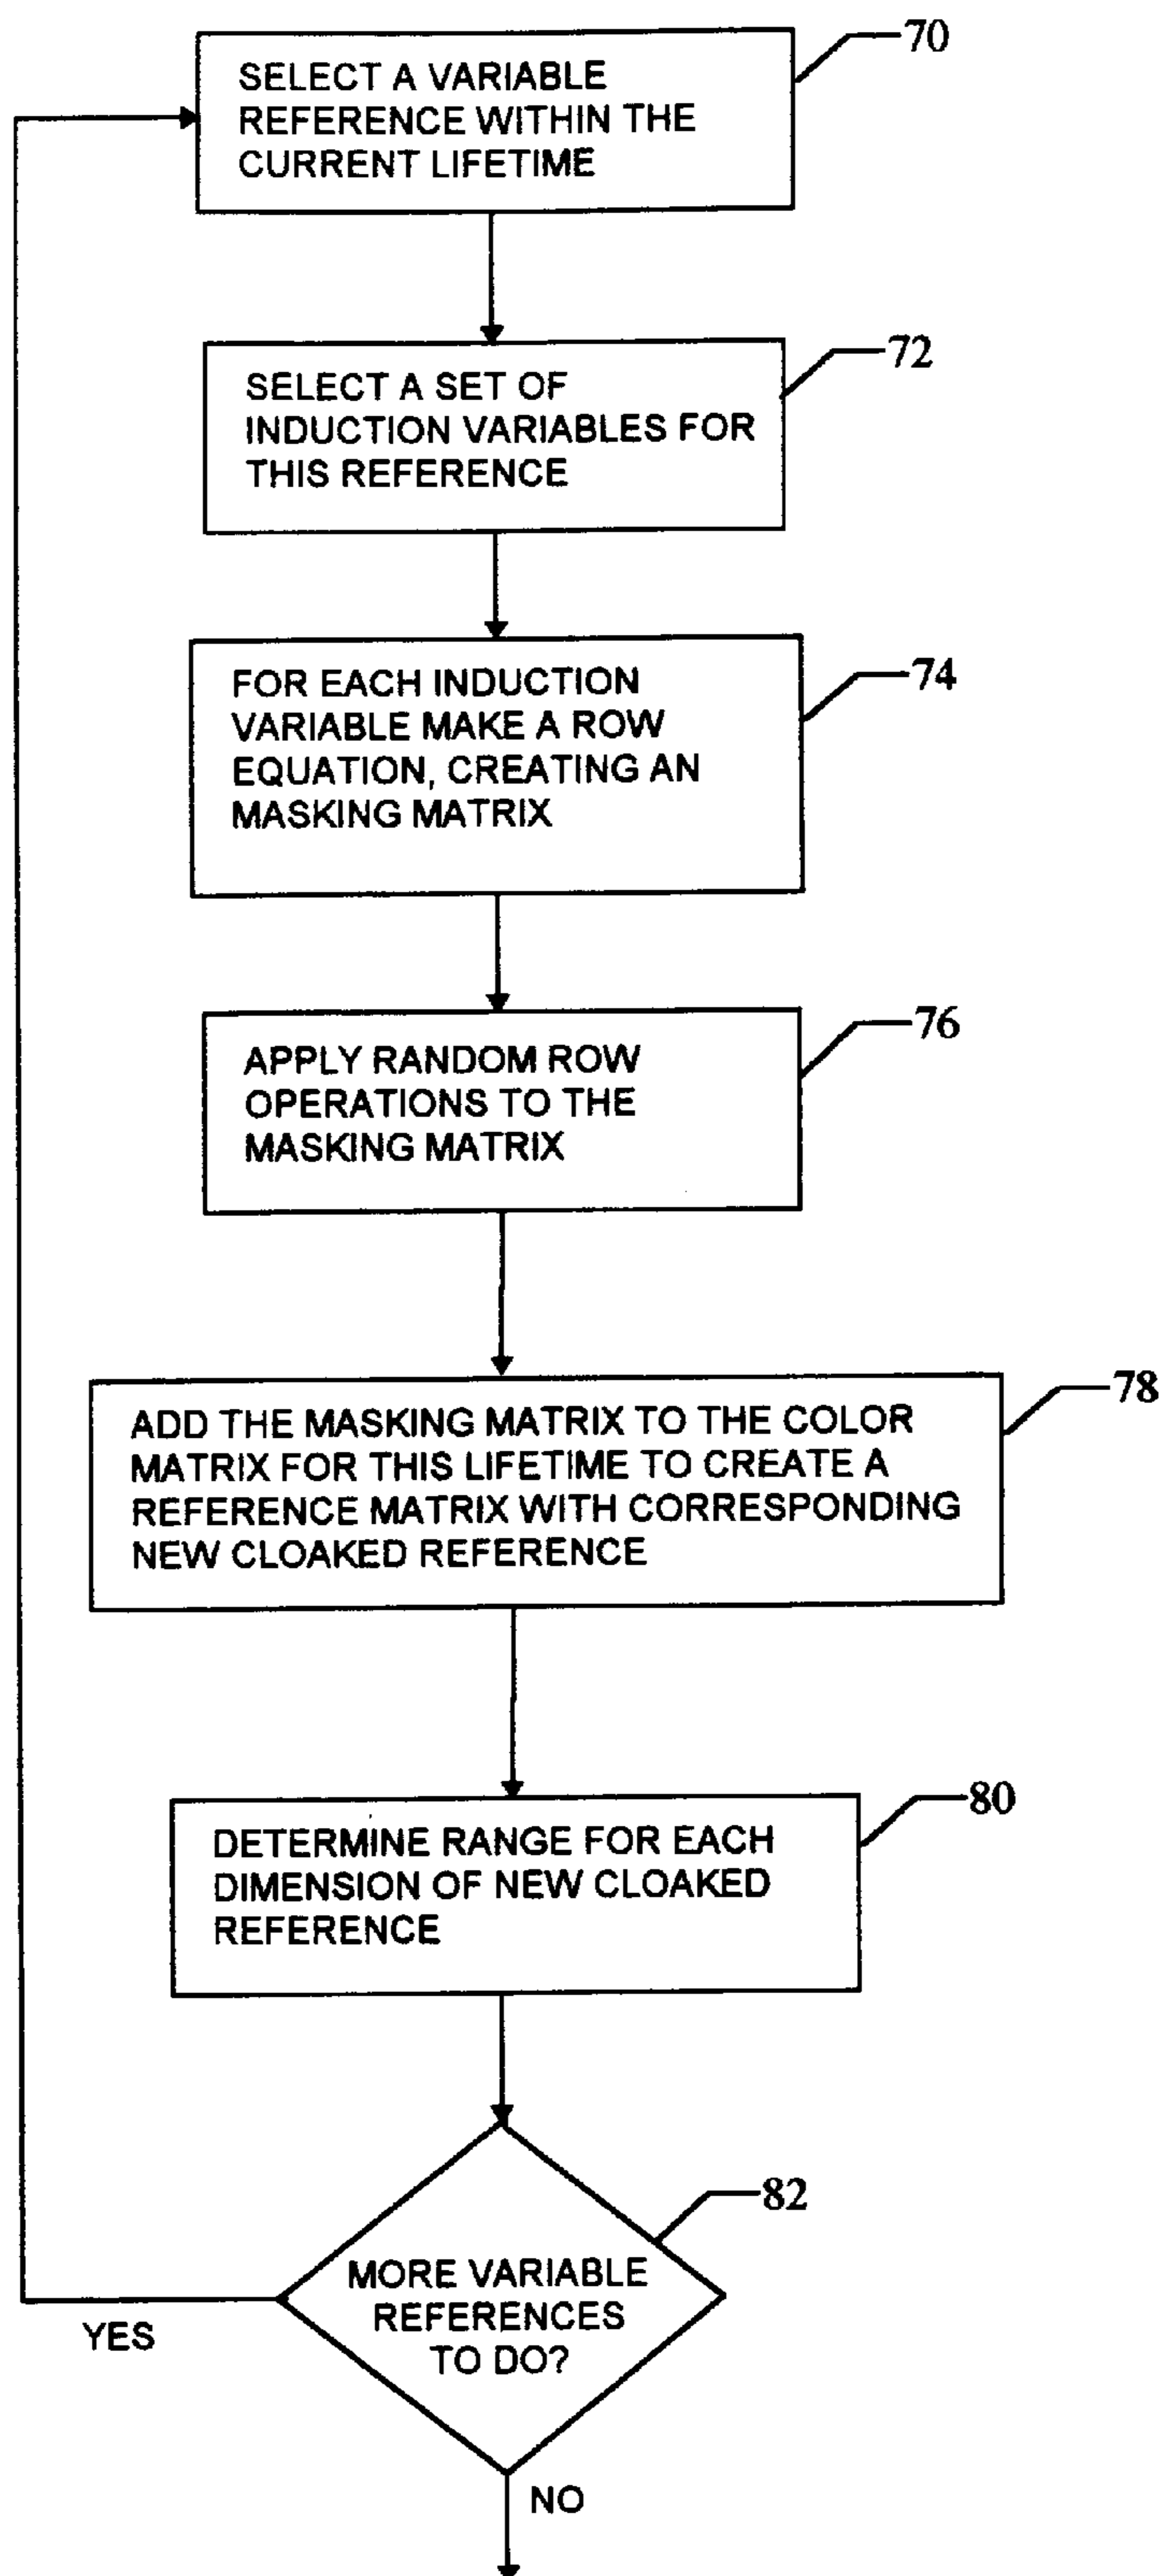 70
SELECT A VARIABLE
REFERENCE WITHIN THE
CURRENT LIFETIME
72
SELECT A SET OF
INDUCTION VARIABLES FOR
THIS REFERENCE
74
FOR EACH INDUCTION
VARIABLE MAKE A ROW
EQUATION, CREATING AN
MASKING MATRIX
76
APPLY RANDOM ROW
OPERATIONS TO THE
MASKING MATRIX
78
ADD THE MASKING MATRIX TO THE COLOR
MATRIX FOR THIS LIFETIME TO CREATE A
REFERENCE MATRIX WITH CORRESPONDING
NEW CLOAKED REFERENCE
80
DETERMINE RANGE FOR EACH
DIMENSION OF NEW CLOAKED
REFERENCE
82
MORE VARIABLE
REFERENCES
TO DO?
YES
NO